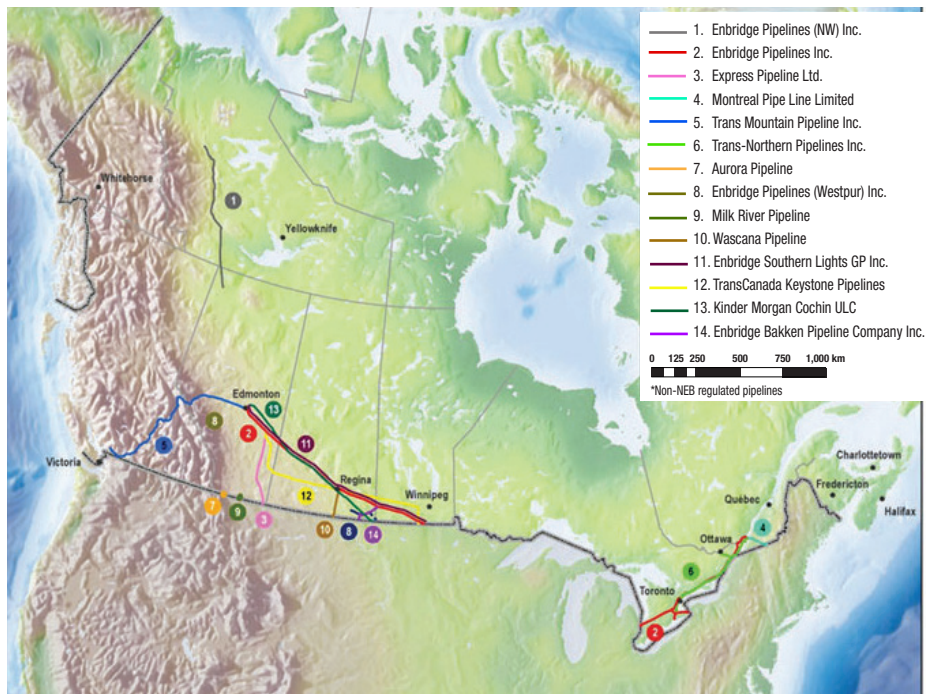 1. Enbridge Pipelines (NW) Inc.
2. Enbridge Pipelines Inc.
3. Express Pipeline Ltd.
4. Montreal Pipe Line Limited
5. Trans Mountain Pipeline Inc.
6. Trans-Northern Pipelines Inc.
7. Aurora Pipeline
8. Enbridge Pipelines (Westpur) Inc.
9. Milk River Pipeline
10. Wascana Pipeline
11. Enbridge Southern Lights GP Inc.
12. TransCanada Keystone Pipelines
13. Kinder Morgan Cochin ULC
14. Enbridge Bakken Pipeline Company Inc.
0 125 250 500 750 1,000 km
*Non-NEB regulated pipelines
Whitehorse
1
Yellowknife
Edmonton
13
8
2
11
5
Victoria
Regina
12
Winnipeg
7
9
3
10
8
14
Charlottetown
Fredericton
Québec
Halifax
4
Ottawa
6
Toronto
2